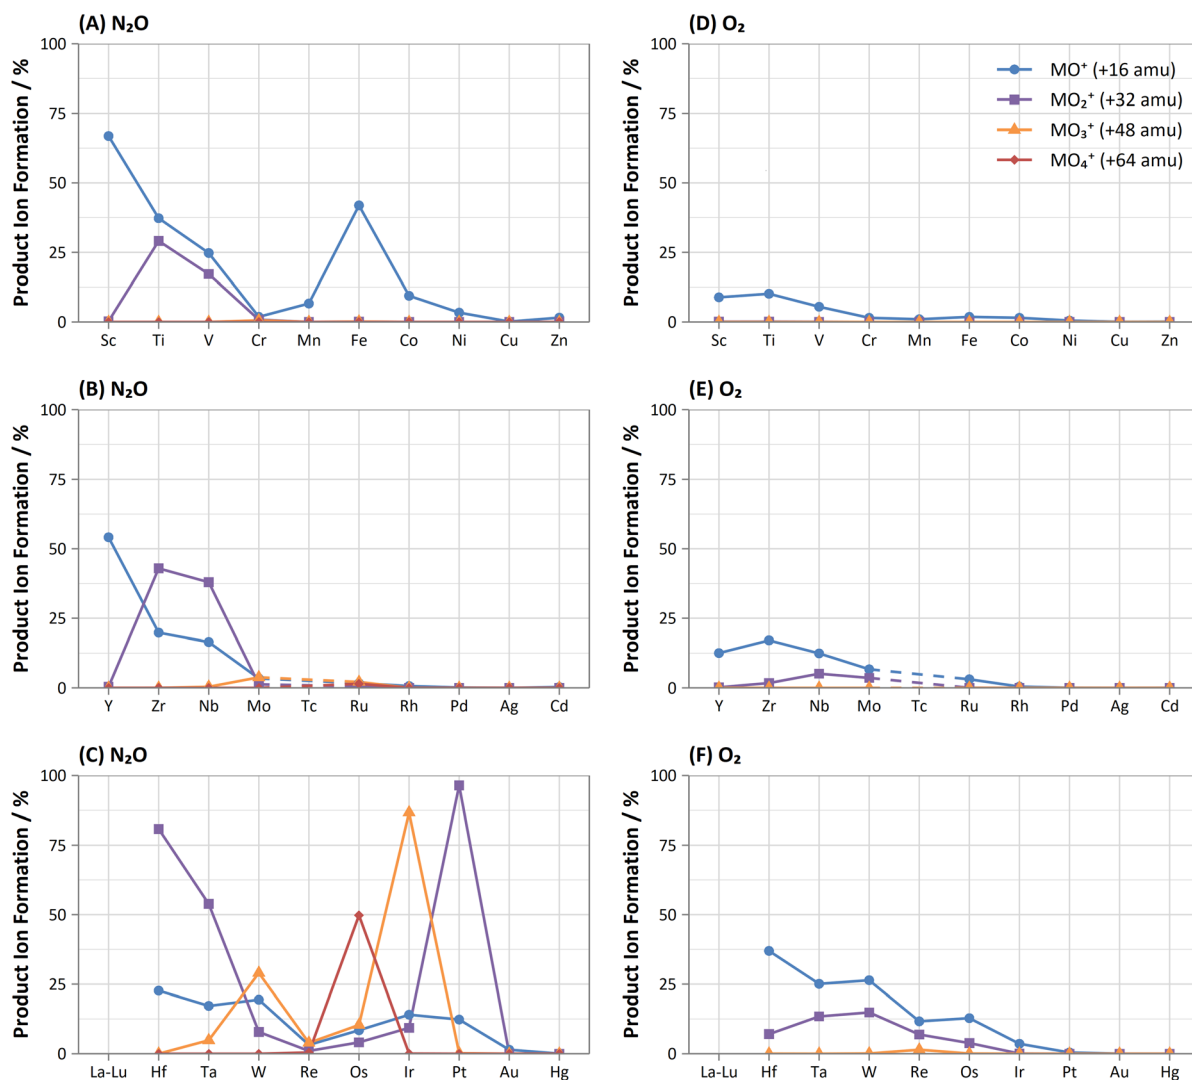 (A) N₂O
Product Ion Formation / %
100
75
50
25
0
Sc Ti V Cr Mn Fe Co Ni Cu Zn
(D) O₂
Product Ion Formation / %
100
75
50
25
0
MO⁺ (+16 amu)
MO₂⁺ (+32 amu)
MO₃⁺ (+48 amu)
MO₄⁺ (+64 amu)
Sc Ti V Cr Mn Fe Co Ni Cu Zn
(B) N₂O
Product Ion Formation / %
100
75
50
25
0
Y Zr Nb Mo Tc Ru Rh Pd Ag Cd
(E) O₂
Product Ion Formation / %
100
75
50
25
0
Y Zr Nb Mo Tc Ru Rh Pd Ag Cd
(C) N₂O
Product Ion Formation / %
100
75
50
25
0
La-Lu Hf Ta W Re Os Ir Pt Au Hg
(F) O₂
Product Ion Formation / %
100
75
50
25
0
La-Lu Hf Ta W Re Os Ir Pt Au Hg